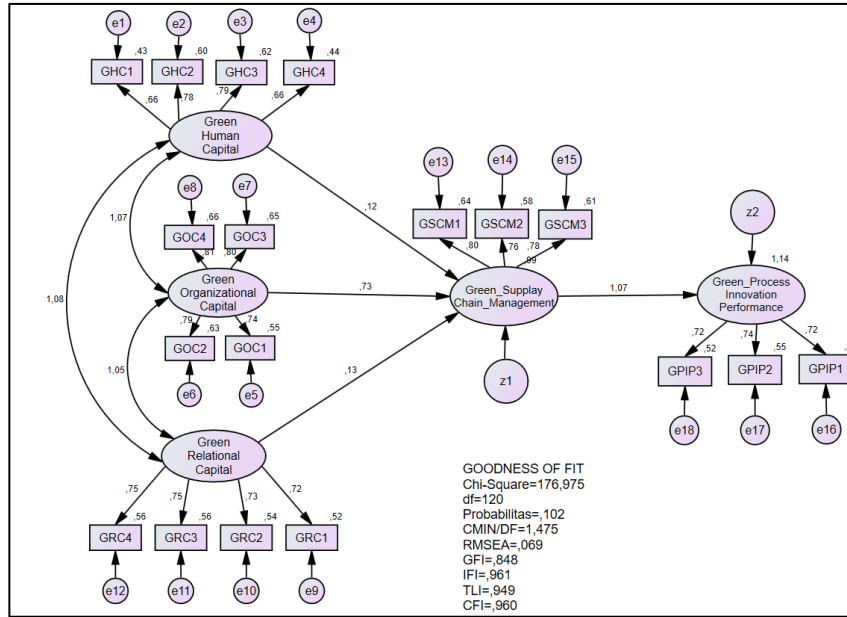 e1 e2 e3 e4
,43 ,60 ,62 ,44
GHC1 GHC2 GHC3 GHC4
,66 ,78 ,79 ,66
Green
Human
Capital
e8 e7
,66 ,65
GOC4 GOC3
,81 ,80
Green
Organizational
Capital
,79 ,63 ,74 ,55
GOC2 GOC1
e6 e5
1,07
1,08
1,05
Green
Relational
Capital
,75 ,75 ,73 ,72
,56 ,56 ,54 ,52
GRC4 GRC3 GRC2 GRC1
e12 e11 e10 e9
,12
,73
,13
e13 e14 e15
,64 ,58 ,61
GSCM1 GSCM2 GSCM3
,80 ,76 ,78
,99
Green_Supplay
Chain_Management
z1
1,07
z2
1,14
Green_Process
Innovation
Performance
,72 ,74 ,72
,52 ,55
GPIP3 GPIP2 GPIP1
e18 e17 e16
GOODNESS OF FIT
Chi-Square=176,975
df=120
Probabilitas=,102
CMIN/DF=1,475
RMSEA=,069
GFI=,848
IFI=,961
TLI=,949
CFI=,960